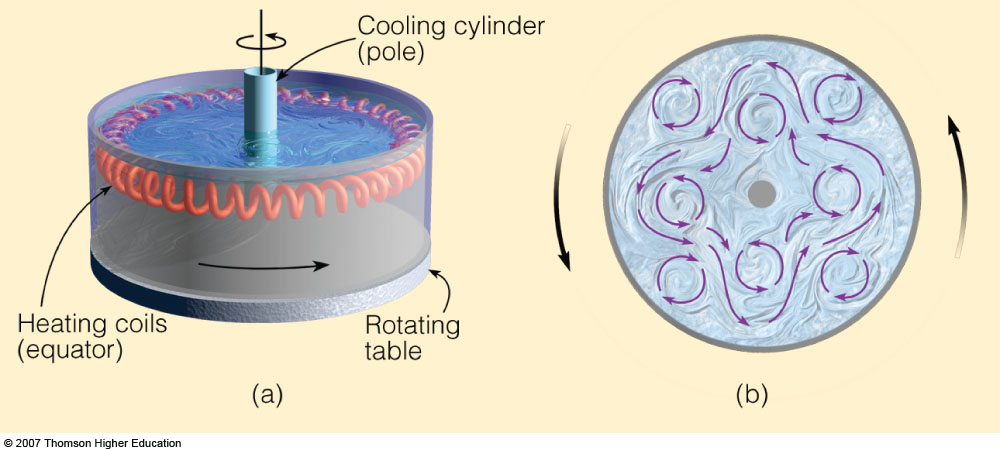 Cooling cylinder
(pole)
Heating coils
(equator)
Rotating
table
(a)
(b)
© 2007 Thomson Higher Education